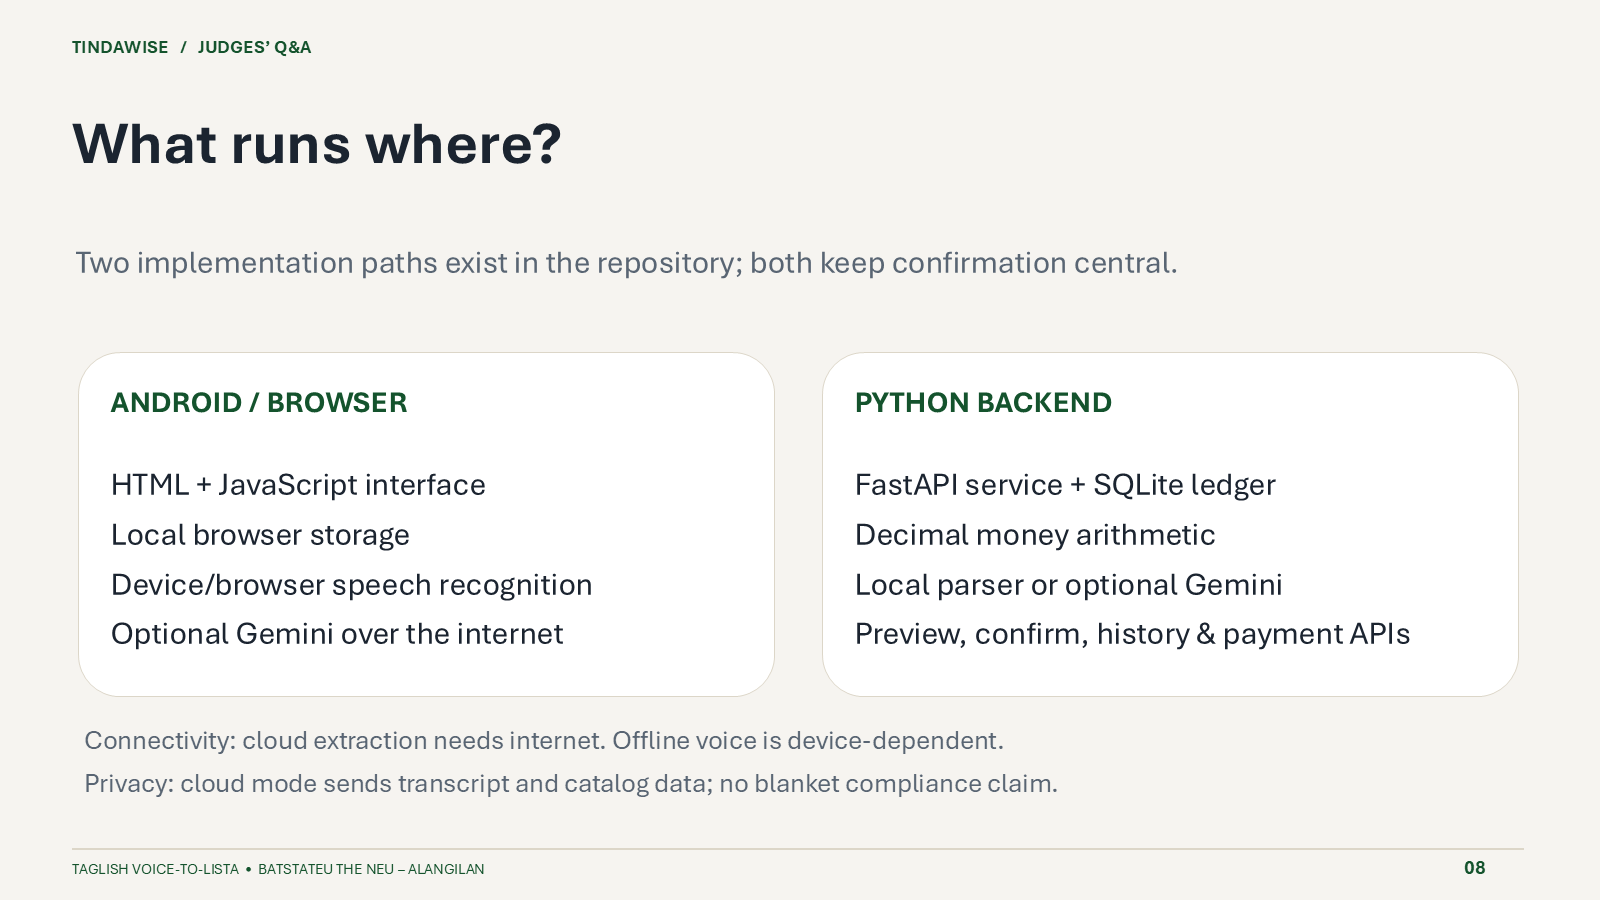 TINDAWISE / JUDGES’ Q&A
What runs where?
Two implementation paths exist in the repository; both keep confirmation central.
ANDROID / BROWSER
HTML + JavaScript interface
Local browser storage
Device/browser speech recognition
Optional Gemini over the internet
PYTHON BACKEND
FastAPI service + SQLite ledger
Decimal money arithmetic
Local parser or optional Gemini
Preview, confirm, history & payment APIs
Connectivity: cloud extraction needs internet. Offline voice is device-dependent.
Privacy: cloud mode sends transcript and catalog data; no blanket compliance claim.
TAGLISH VOICE-TO-LISTA • BATSTATEU THE NEU – ALANGILAN
08